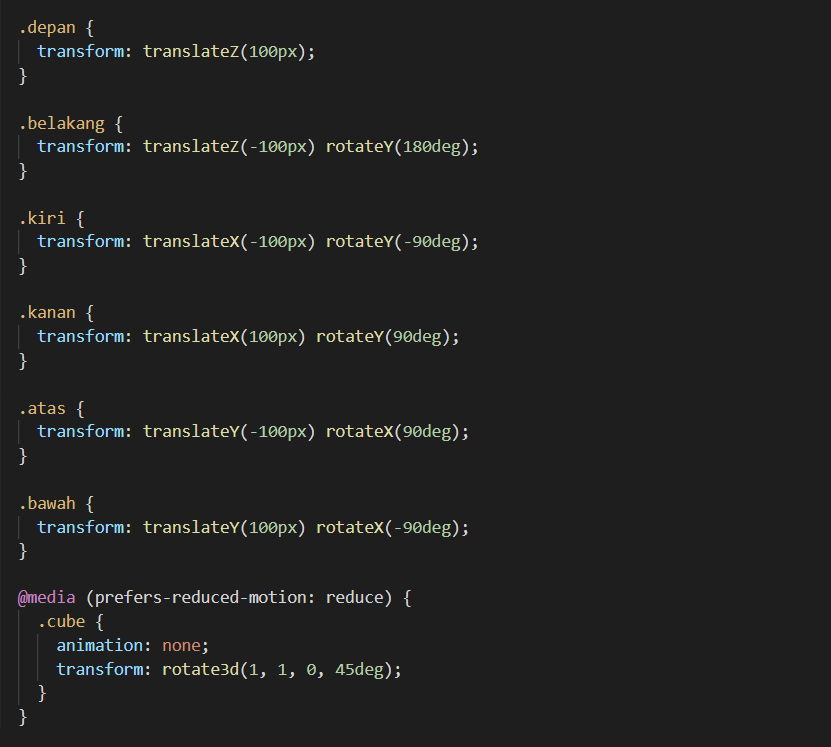 .depan {
  transform: translateZ(100px);
}

.belakang {
  transform: translateZ(-100px) rotateY(180deg);
}

.kiri {
  transform: translateX(-100px) rotateY(-90deg);
}

.kanan {
  transform: translateX(100px) rotateY(90deg);
}

.atas {
  transform: translateY(-100px) rotateX(90deg);
}

.bawah {
  transform: translateY(100px) rotateX(-90deg);
}

@media (prefers-reduced-motion: reduce) {
  .cube {
    animation: none;
    transform: rotate3d(1, 1, 0, 45deg);
  }
}